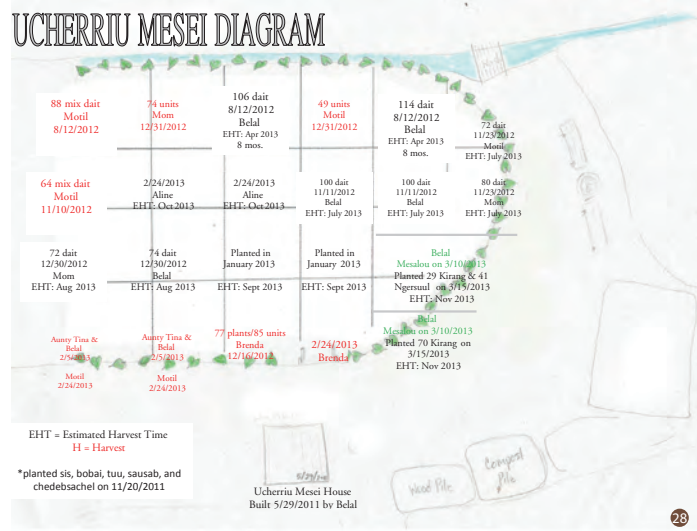 UCHERRIU MESEI DIAGRAM
88 mix dait
Motil
8/12/2012
74 units
Mom
12/31/2012
106 dait
8/12/2012
Belal
EHT: Apr 2013
8 mos.
49 units
Motil
12/31/2012
114 dait
8/12/2012
Belal
EHT: Apr 2013
8 mos.
72 dait
11/23/2012
Motil
EHT: July 2013
64 mix dait
Motil
11/10/2012
2/24/2013
Aline
EHT: Oct 2013
2/24/2013
Aline
EHT: Oct 2013
100 dait
11/11/2012
Belal
EHT: July 2013
100 dait
11/11/2012
Belal
EHT: July 2013
80 dait
11/23/2012
Mom
EHT: July 2013
72 dait
12/30/2012
Mom
EHT: Aug 2013
74 dait
12/30/2012
Belal
EHT: Aug 2013
Planted in
January 2013
EHT: Sept 2013
Planted in
January 2013
EHT: Sept 2013
Belal
Mesalou on 3/10/2013
Planted 29 Kirang & 41
Ngersuul on 3/15/2013
EHT: Nov 2013
Aunty Tina &
Belal
2/5/2013
Motil
2/24/2013
Aunty Tina &
Belal
2/5/2013
Motil
2/24/2013
77 plants/85 units
Brenda
12/16/2012
2/24/2013
Brenda
Belal
Mesalou on 3/10/2013
Planted 70 Kirang on
3/15/2013
EHT: Nov 2013
EHT = Estimated Harvest Time
H = Harvest
*planted sis, bobai, tuu, sausab, and
chedebsachel on 11/20/2011
Ucherriu Mesei House
Built 5/29/2011 by Belal
Wood Pile
Compost
Pile
28